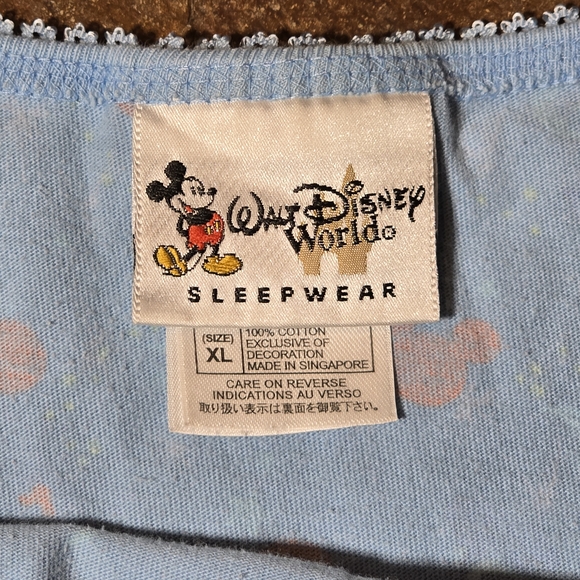 WALT DISNEY
World®
SLEEPWEAR
(SIZE)
XL
100% COTTON
EXCLUSIVE OF
DECORATION
MADE IN SINGAPORE
CARE ON REVERSE
INDICATIONS AU VERSO
取り扱い表示は裏面を御覧下さい。